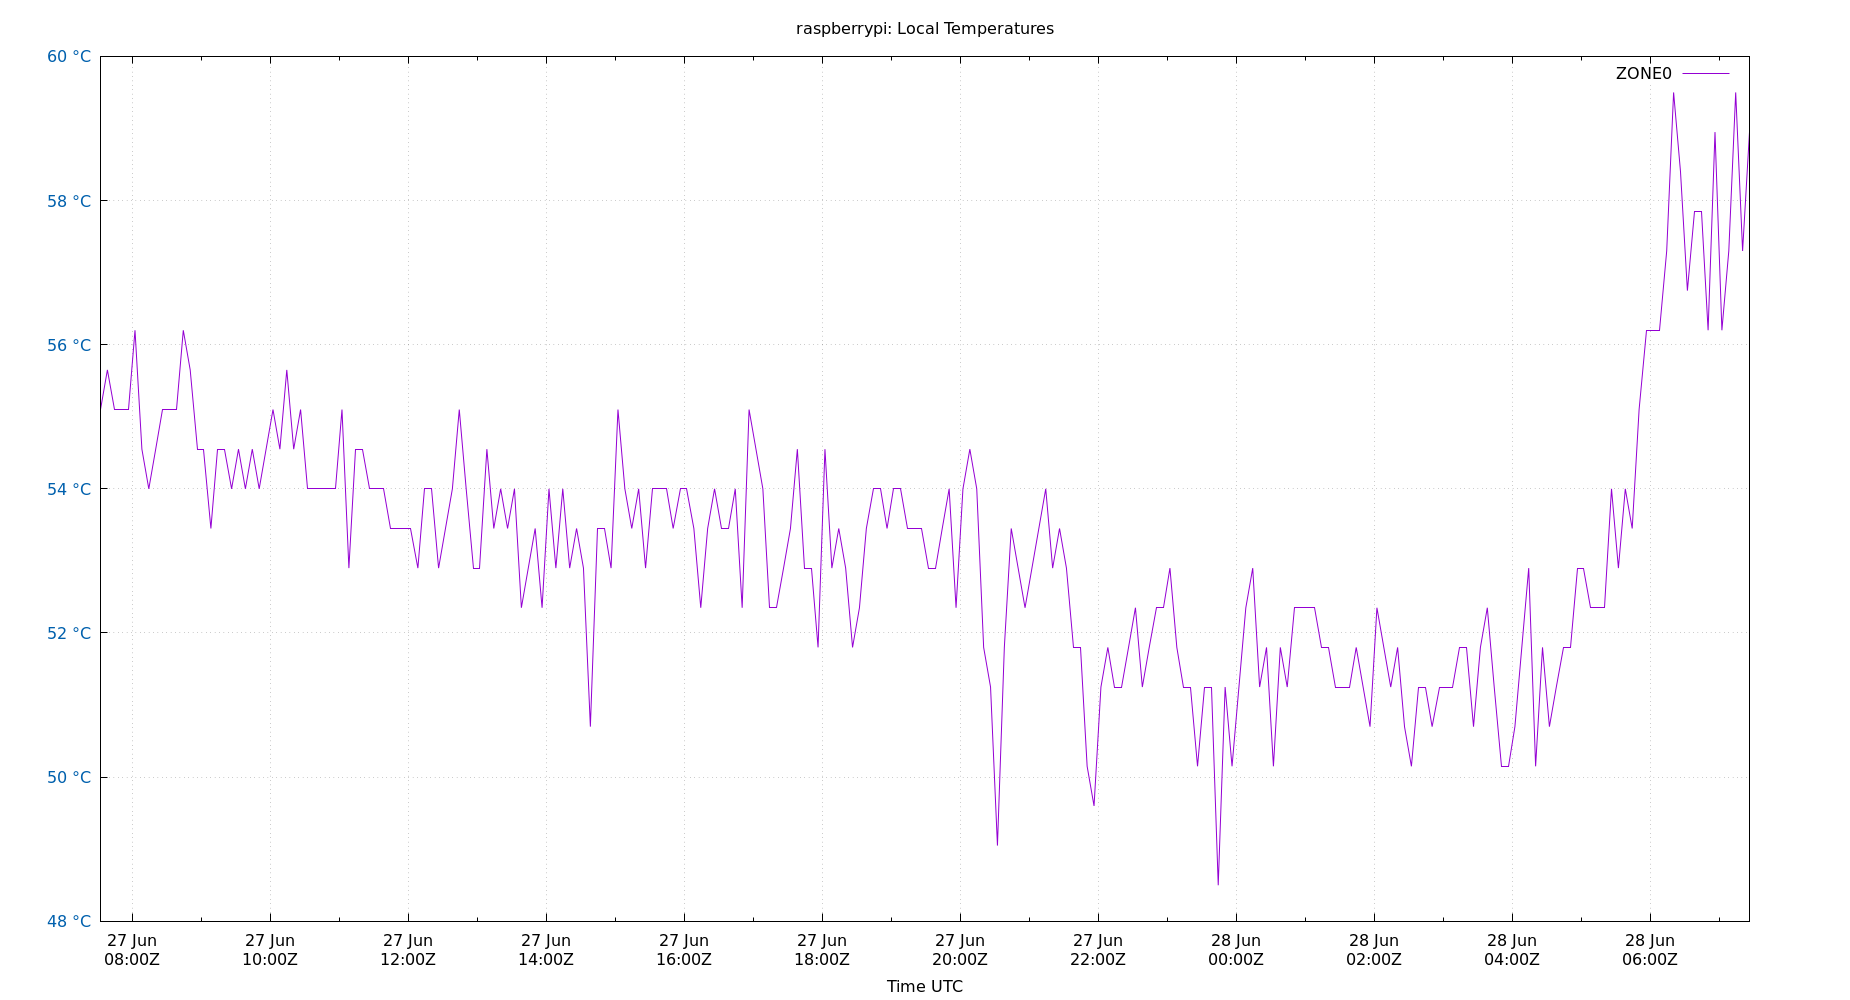 raspberrypi: Local Temperatures
60 °C
ZONE0
58 °C
56 °C
54 °C
52 °C
50 °C
48 °C
27 Jun 27 Jun 27 Jun 27 Jun 27 Jun 27 Jun 27 Jun 27 Jun 28 Jun 28 Jun 28 Jun 28 Jun
08:00Z 10:00Z 12:00Z 14:00Z 16:00Z 18:00Z 20:00Z 22:00Z 00:00Z 02:00Z 04:00Z 06:00Z
Time UTC